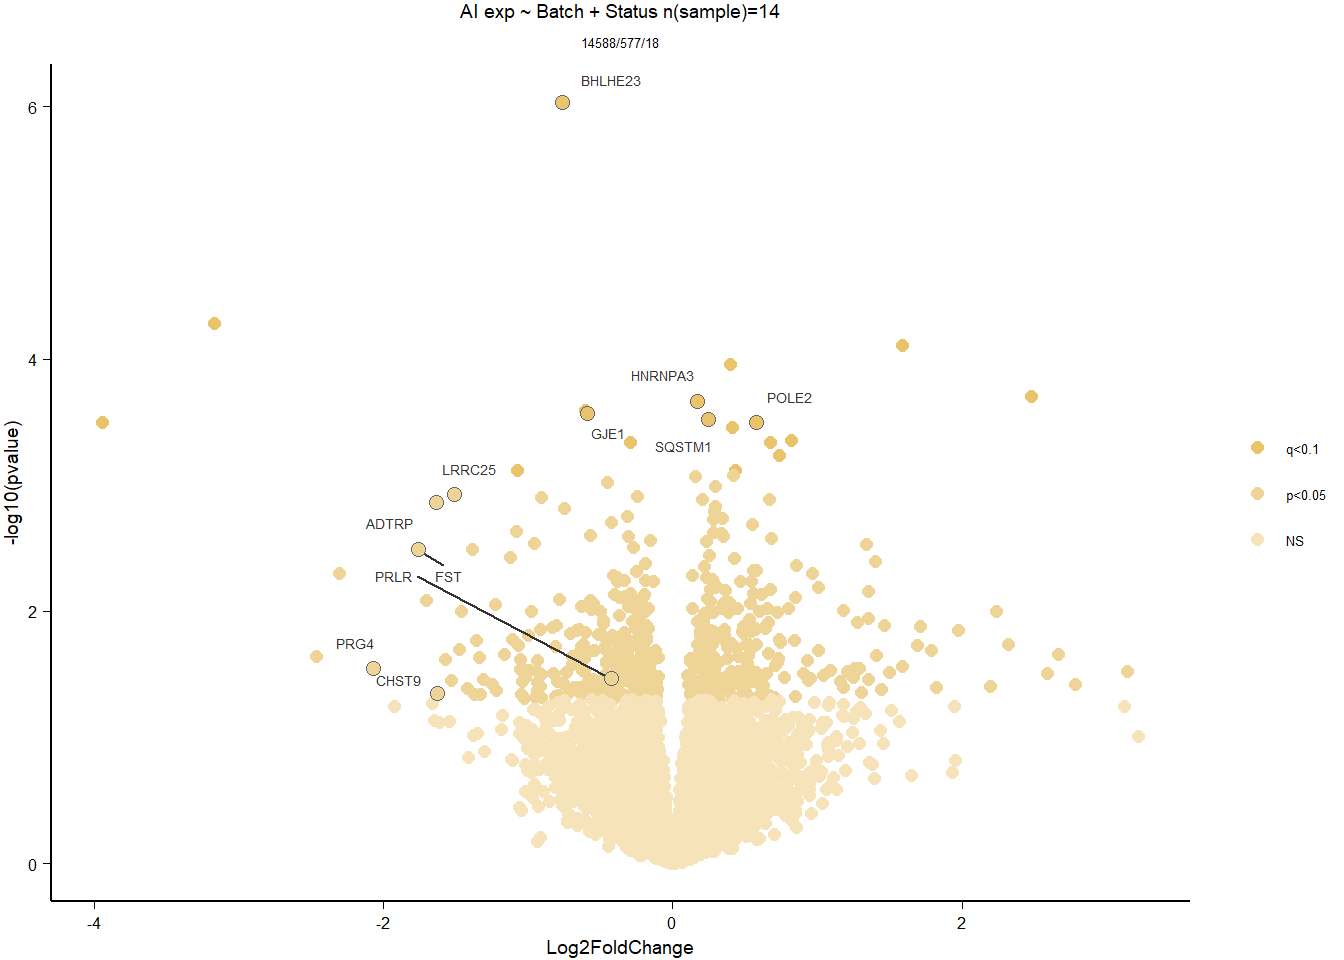 AI exp ~ Batch + Status n(sample)=14
14588/577/18
BHLHE23
6
4
HNRNPA3
POLE2
GJE1
SQSTM1
LRRC25
ADTRP
PRLR
FST
2
PRG4
CHST9
0
-log10(pvalue)
q<0.1
p<0.05
NS
-4
-2
0
2
Log2FoldChange